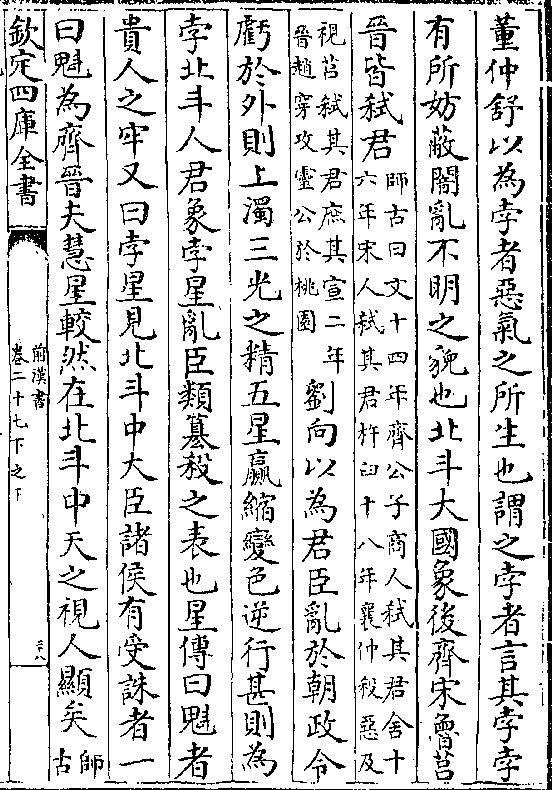 董仲舒以為孛者惡氣之所生也謂之孛者言其孛孛
有所妨蔽闇亂不明之貌也北斗大國象後齊宋魯莒
晉皆弑君師古曰文十四年齊公子商人弑其君舍十
六年宋人弑其君杵臼十八年襄仲殺惡及
視莒弑其君庶其宣二年
晉趙穿攻靈公於桃園劉向以為君臣亂於朝政令
虧於外則上濁三光之精五星贏縮變色逆行甚則為
孛北斗人君象孛星亂臣類篡殺之表也星傳曰魁者
貴人之牢又曰孛星見北斗中大臣諸侯有受誅者一
曰魁為齊晉夫彗星較然在北斗中天之視人顯矣師
古
欽定四庫全書
前漢書
卷二十七下之下
二十八